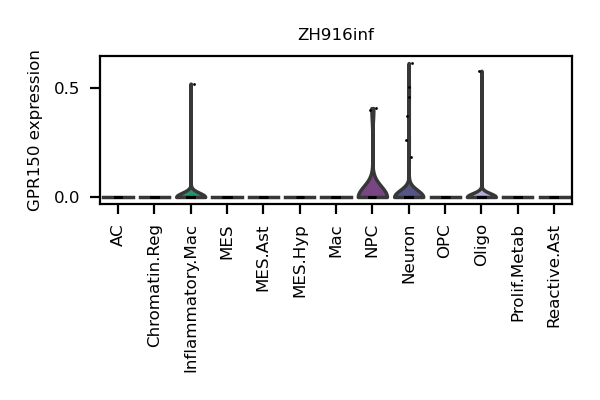 ZH916inf
GPR150 expression
0.5
0.0
AC
Chromatin.Reg
Inflammatory.Mac
MES
MES.Ast
MES.Hyp
Mac
NPC
Neuron
OPC
Oligo
Prolif.Metab
Reactive.Ast